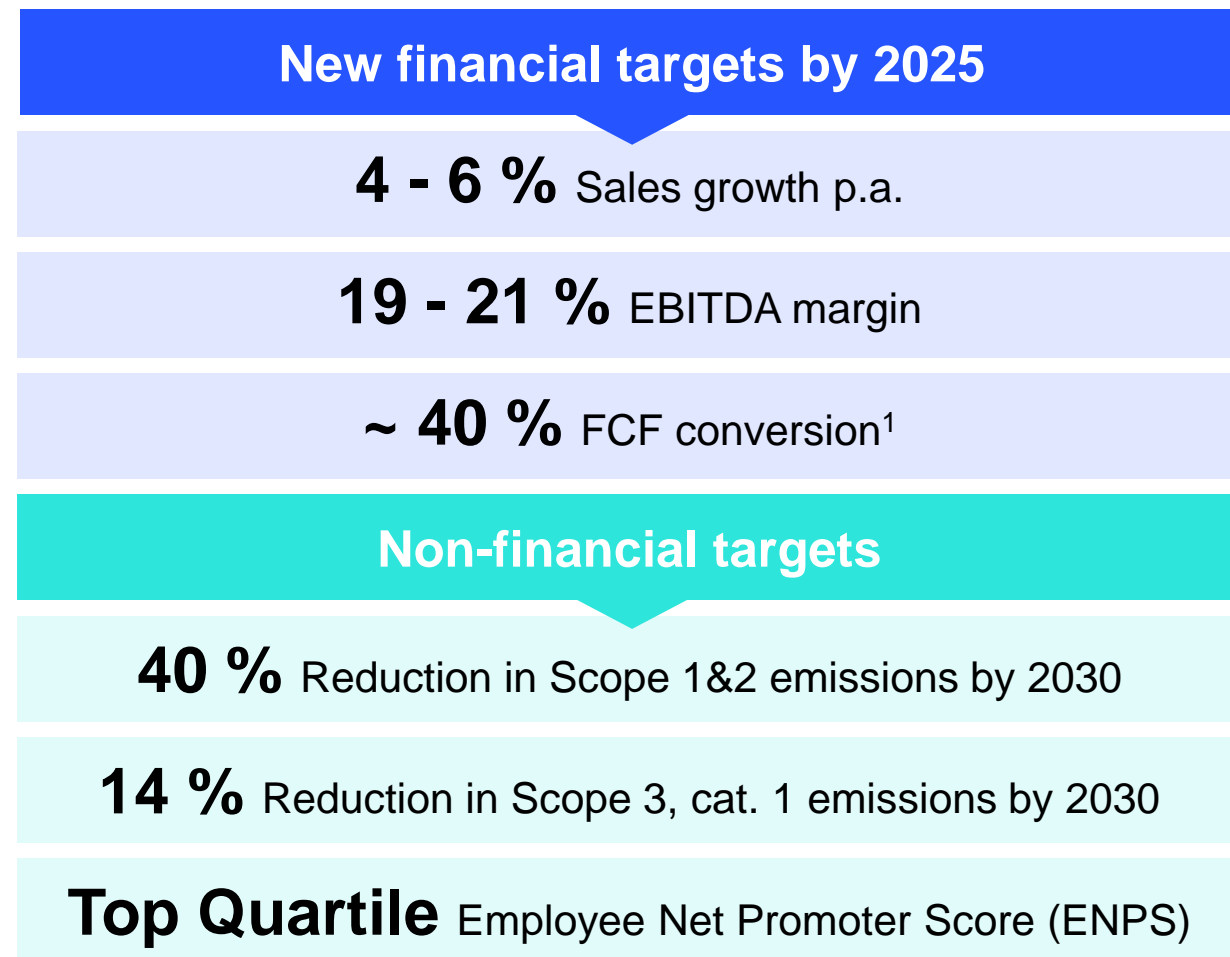 New financial targets by 2025
4 - 6 % Sales growth p.a.
19 - 21 % EBITDA margin
~ 40 % FCF conversion¹
Non-financial targets
40 % Reduction in Scope 1&2 emissions by 2030
14 % Reduction in Scope 3, cat. 1 emissions by 2030
Top Quartile Employee Net Promoter Score (ENPS)